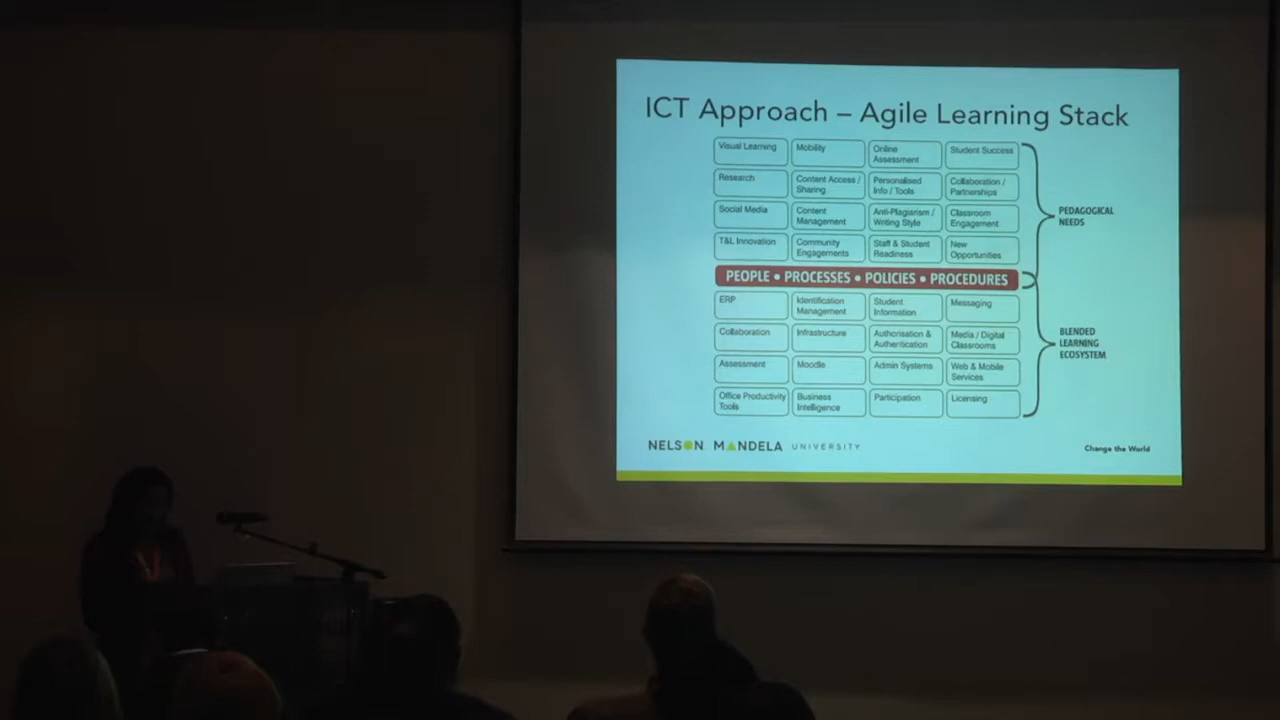 ICT Approach – Agile Learning Stack
Visual Learning
Mobility
Online
Assessment
Student Success
Research
Content Access /
Sharing
Personalised
Info / Tools
Collaboration /
Partnerships
Social Media
Content
Management
Anti-Plagiarism /
Writing Style
Classroom
Engagement
T&L Innovation
Community
Engagements
Staff & Student
Readiness
New
Opportunities
PEDAGOGICAL
NEEDS
PEOPLE • PROCESSES • POLICIES • PROCEDURES
ERP
Identification
Management
Student
Information
Messaging
Collaboration
Infrastructure
Authorisation &
Authentication
Media / Digital
Classrooms
Assessment
Moodle
Admin Systems
Web & Mobile
Services
Office Productivity
Tools
Business
Intelligence
Participation
Licensing
BLENDED
LEARNING
ECOSYSTEM
NELSON MANDELA UNIVERSITY
Change the World